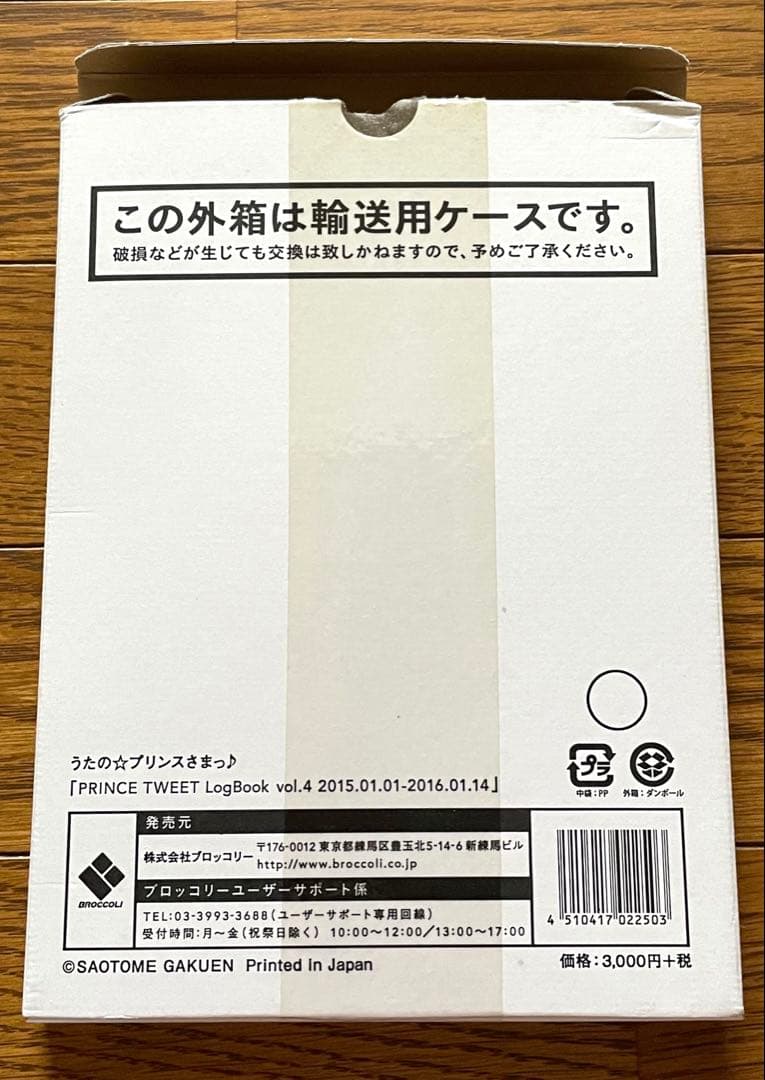 この外箱は輸送用ケースです。
破損などが生じても交換は致しかねますので、予めご了承ください。
うたの☆プリンスさまっ♪
「PRINCE TWEET LogBook vol.4 2015.01.01-2016.01.14」
プラ
中袋:PP
外箱:ダンボール
発売元
株式会社ブロッコリー
〒176-0012 東京都練馬区豊玉北5-14-6 新練馬ビル
http://www.broccoli.co.jp
BROCCOLI
ブロッコリーユーザーサポート係
TEL:03-3993-3688(ユーザーサポート専用回線)
受付時間:月〜金(祝祭日除く) 10:00〜12:00/13:00〜17:00
4 510417 022503
©SAOTOME GAKUEN Printed in Japan
価格:3,000円+税